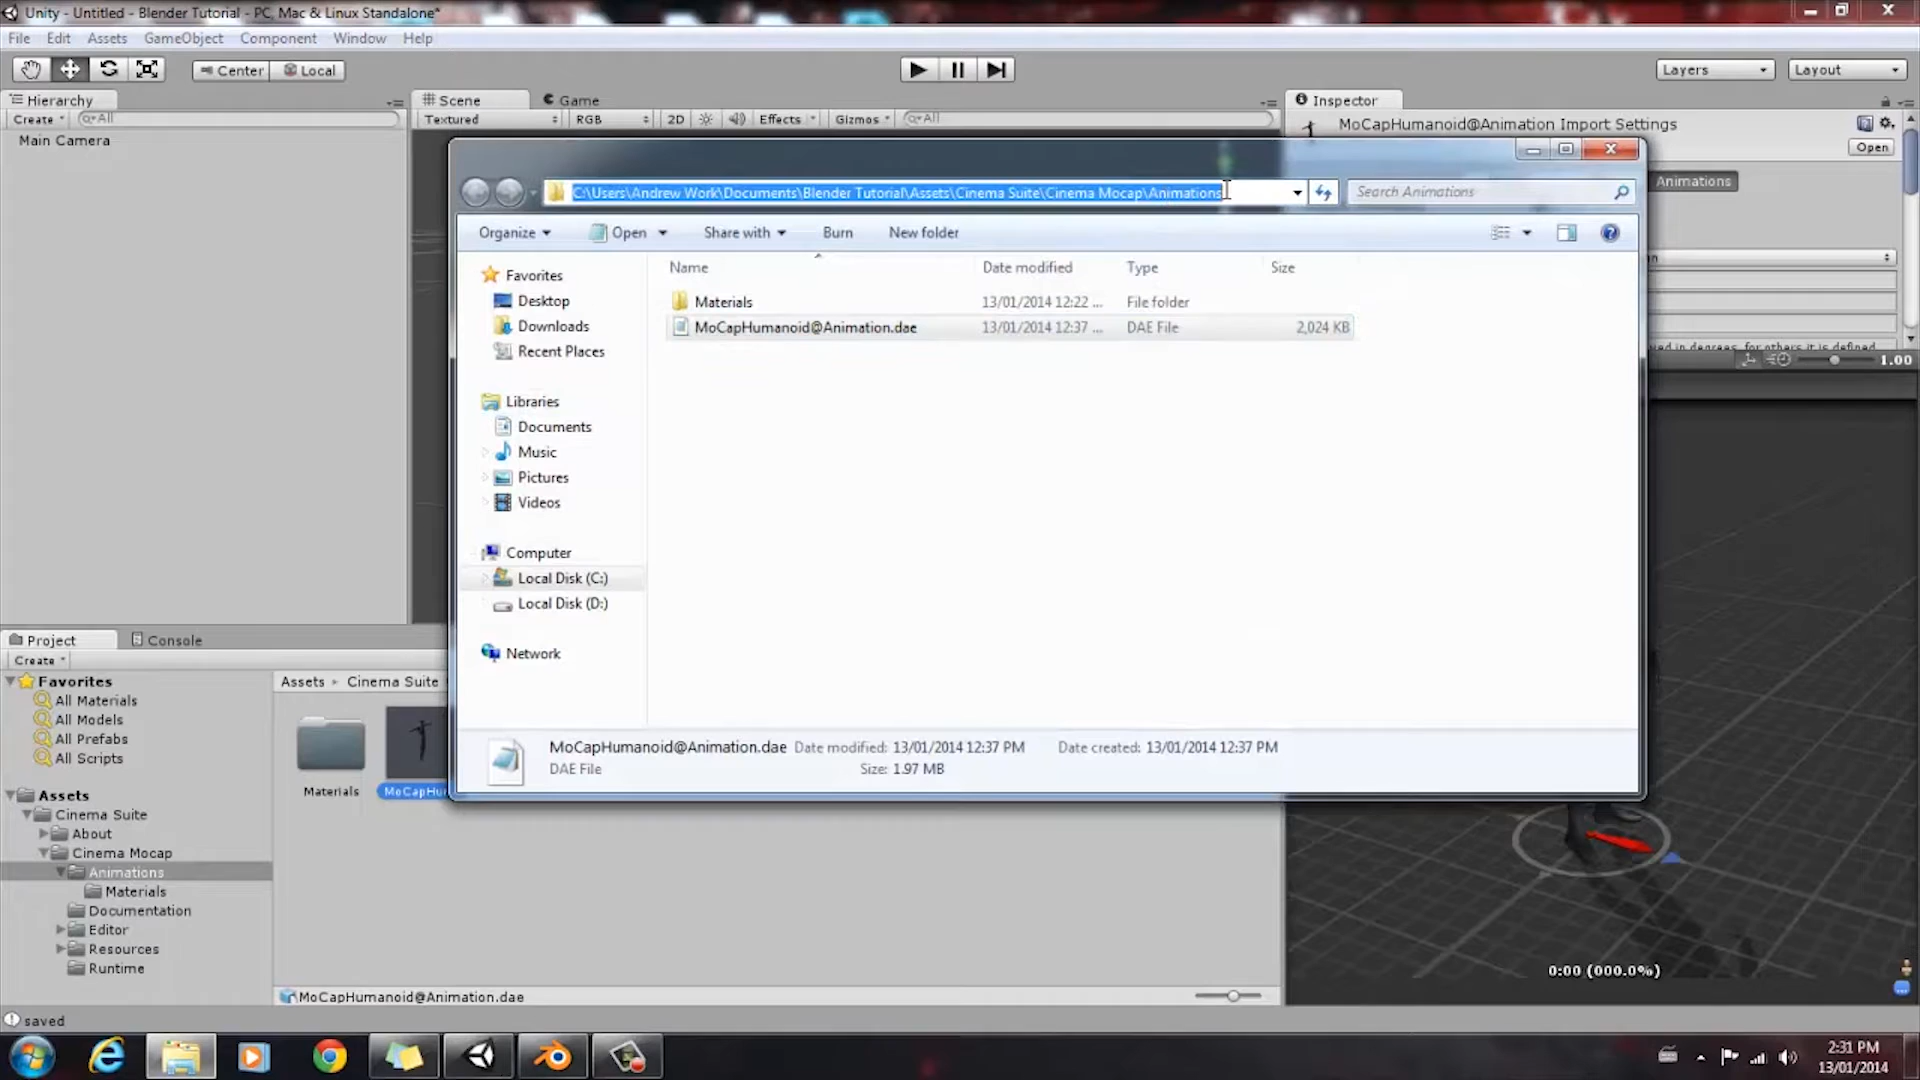 Unity - Untitled - Blender Tutorial - PC, Mac & Linux Standalone*
File Edit Assets GameObject Component Window Help
Center Local Layers Layout
Hierarchy
Create All
Main Camera
Scene Game
Textured RGB 2D Effects Gizmos All
Inspector
MoCapHumanoid@Animation Import Settings
Open
Animations
C:\Users\Andrew Work\Documents\Blender Tutorial\Assets\Cinema Suite\Cinema Mocap\Animations
Search Animations
Organize Open Share with Burn New folder
Name Date modified Type Size
Materials 13/01/2014 12:22 ... File folder
MoCapHumanoid@Animation.dae 13/01/2014 12:37 ... DAE File 2,024 KB
Favorites
Desktop
Downloads
Recent Places
Libraries
Documents
Music
Pictures
Videos
Computer
Local Disk (C:)
Local Disk (D:)
Network
MoCapHumanoid@Animation.dae Date modified: 13/01/2014 12:37 PM Date created: 13/01/2014 12:37 PM
DAE File Size: 1.97 MB
1.00
0:00 (000.0%)
Project Console
Create
Favorites
All Materials
All Models
All Prefabs
All Scripts
Assets
Cinema Suite
About
Cinema Mocap
Animations
Materials
Documentation
Editor
Resources
Runtime
Assets Cinema Suite
Materials MoCapHu
MoCapHumanoid@Animation.dae
saved
2:31 PM
13/01/2014